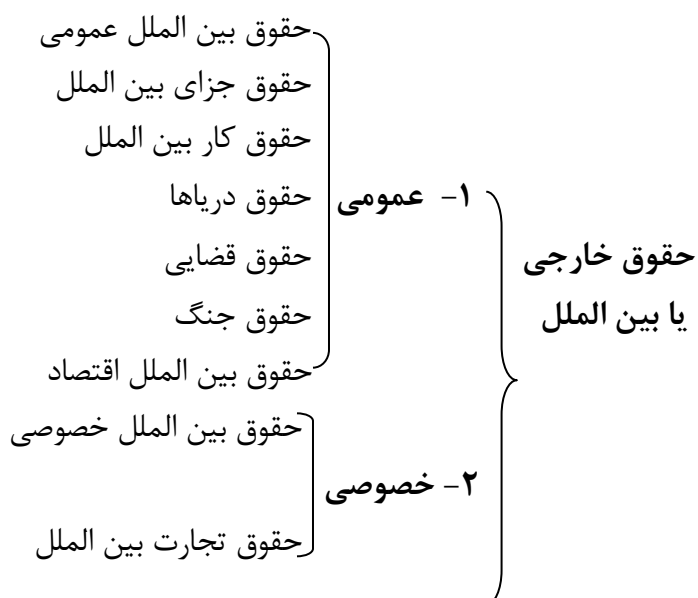 حقوق خارجی
یا بین الملل
۱- عمومی
حقوق بین الملل عمومی
حقوق جزای بین الملل
حقوق کار بین الملل
حقوق دریاها
حقوق قضایی
حقوق جنگ
حقوق بین الملل اقتصاد
۲- خصوصی
حقوق بین الملل خصوصی
حقوق تجارت بین الملل